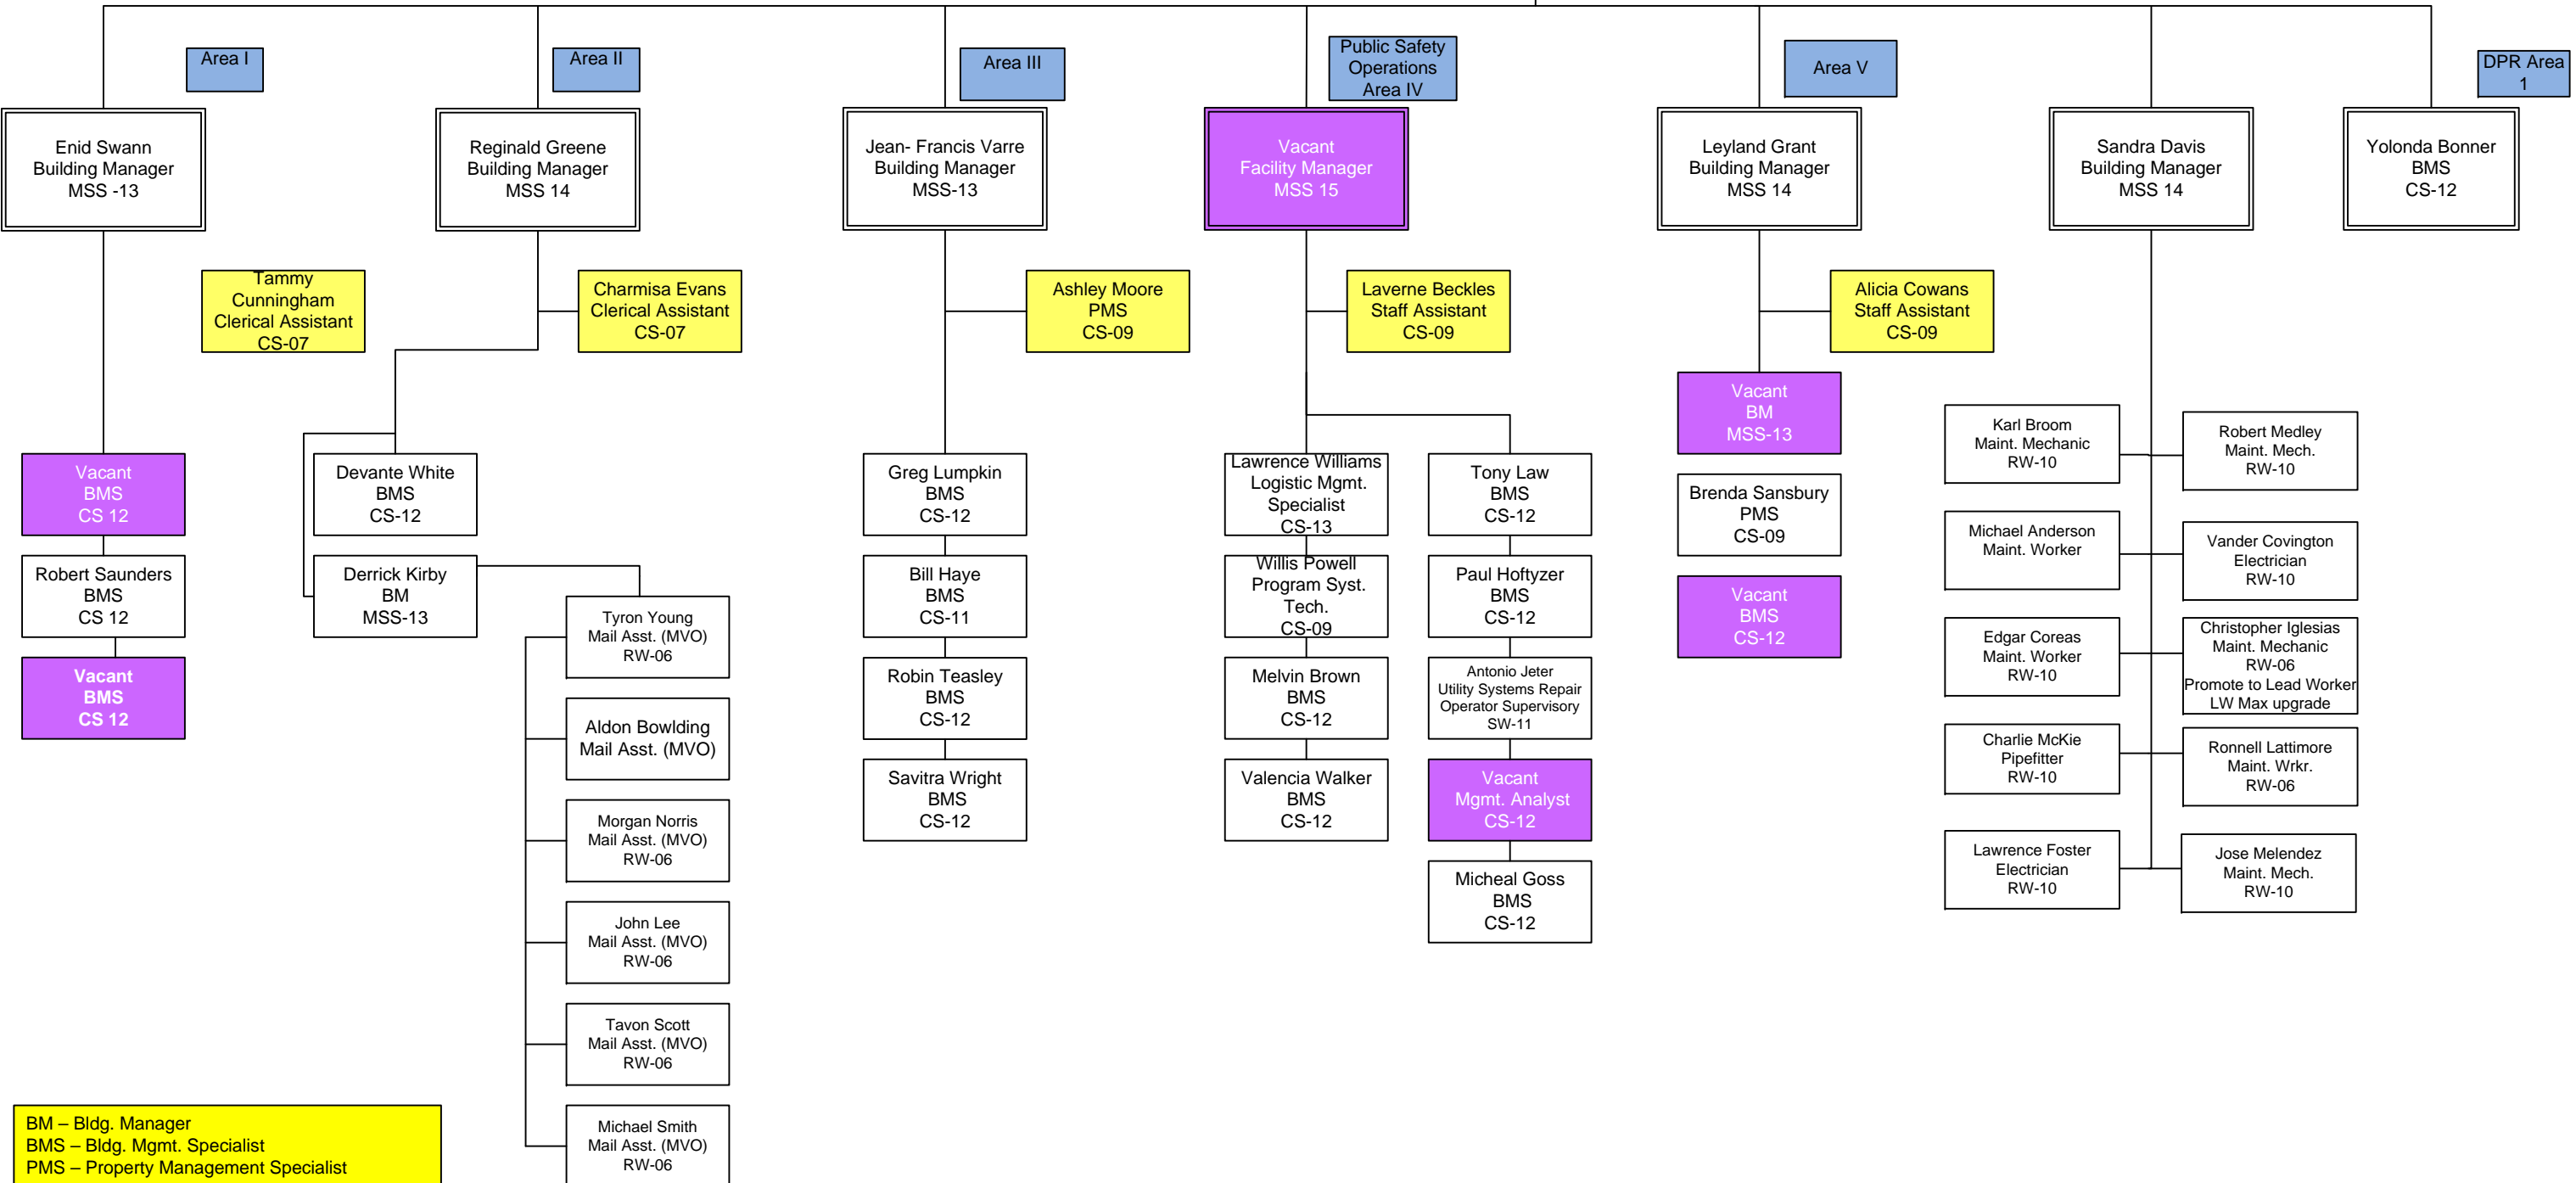 Area I
Area II
Area III
Public Safety
Operations
Area IV
Area V
DPR Area
1
Enid Swann
Building Manager
MSS -13
Reginald Greene
Building Manager
MSS 14
Jean- Francis Varre
Building Manager
MSS-13
Vacant
Facility Manager
MSS 15
Leyland Grant
Building Manager
MSS 14
Sandra Davis
Building Manager
MSS 14
Yolonda Bonner
BMS
CS-12
Tammy
Cunningham
Clerical Assistant
CS-07
Charmisa Evans
Clerical Assistant
CS-07
Ashley Moore
PMS
CS-09
Laverne Beckles
Staff Assistant
CS-09
Alicia Cowans
Staff Assistant
CS-09
Vacant
BMS
CS 12
Robert Saunders
BMS
CS 12
Vacant
BMS
CS 12
Devante White
BMS
CS-12
Derrick Kirby
BM
MSS-13
Tyron Young
Mail Asst. (MVO)
RW-06
Aldon Bowlding
Mail Asst. (MVO)
Morgan Norris
Mail Asst. (MVO)
RW-06
John Lee
Mail Asst. (MVO)
RW-06
Tavon Scott
Mail Asst. (MVO)
RW-06
Michael Smith
Mail Asst. (MVO)
RW-06
Greg Lumpkin
BMS
CS-12
Bill Haye
BMS
CS-11
Robin Teasley
BMS
CS-12
Savitra Wright
BMS
CS-12
Lawrence Williams
Logistic Mgmt.
Specialist
CS-13
Willis Powell
Program Syst.
Tech.
CS-09
Melvin Brown
BMS
CS-12
Valencia Walker
BMS
CS-12
Tony Law
BMS
CS-12
Paul Hoftyzer
BMS
CS-12
Antonio Jeter
Utility Systems Repair
Operator Supervisory
SW-11
Vacant
Mgmt. Analyst
CS-12
Micheal Goss
BMS
CS-12
Vacant
BM
MSS-13
Brenda Sansbury
PMS
CS-09
Vacant
BMS
CS-12
Karl Broom
Maint. Mechanic
RW-10
Robert Medley
Maint. Mech.
RW-10
Michael Anderson
Maint. Worker
Vander Covington
Electrician
RW-10
Edgar Coreas
Maint. Worker
RW-10
Christopher Iglesias
Maint. Mechanic
RW-06
Promote to Lead Worker
LW Max upgrade
Charlie McKie
Pipefitter
RW-10
Ronnell Lattimore
Maint. Wrkr.
RW-06
Lawrence Foster
Electrician
RW-10
Jose Melendez
Maint. Mech.
RW-10
BM – Bldg. Manager
BMS – Bldg. Mgmt. Specialist
PMS – Property Management Specialist